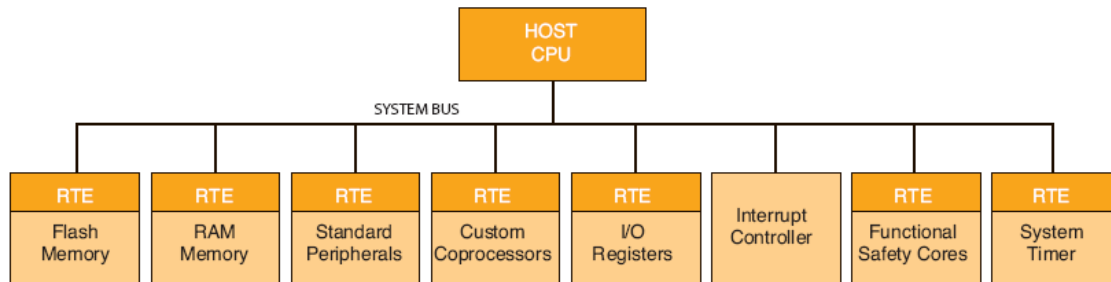 HOST
CPU
SYSTEM BUS
RTE
Flash
Memory
RTE
RAM
Memory
RTE
Standard
Peripherals
RTE
Custom
Coprocessors
RTE
I/O
Registers
Interrupt
Controller
RTE
Functional
Safety Cores
RTE
System
Timer